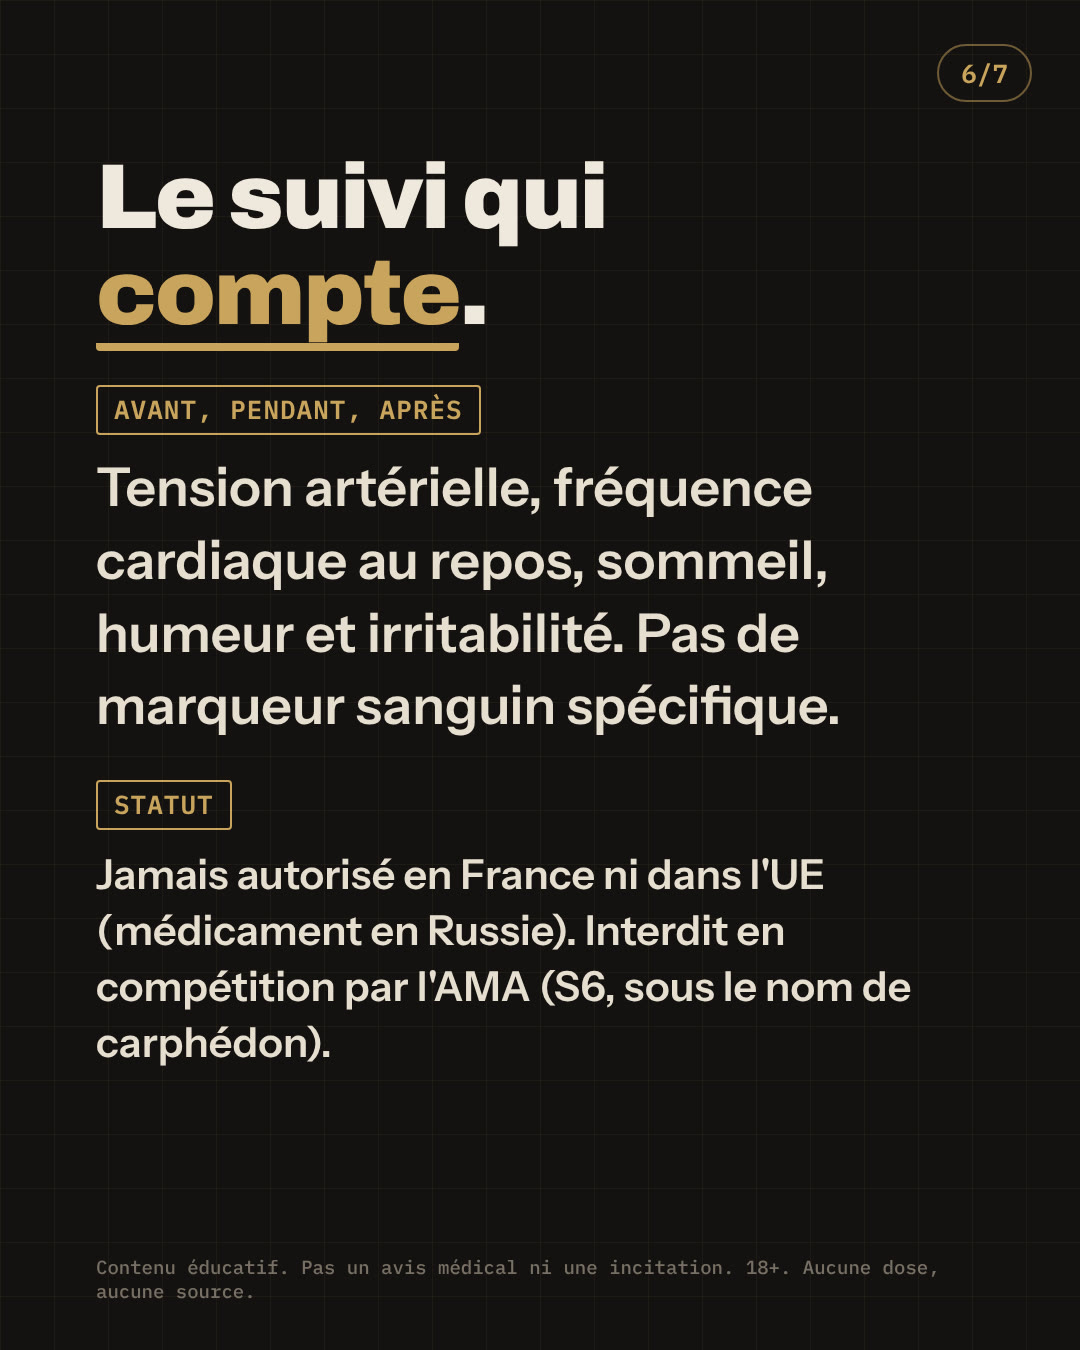 6/7
Le suivi qui
compte.
AVANT, PENDANT, APRÈS
Tension artérielle, fréquence
cardiaque au repos, sommeil,
humeur et irritabilité. Pas de
marqueur sanguin spécifique.
STATUT
Jamais autorisé en France ni dans l'UE
(médicament en Russie). Interdit en
compétition par l'AMA (S6, sous le nom de
carphédon).
Contenu éducatif. Pas un avis médical ni une incitation. 18+. Aucune dose,
aucune source.